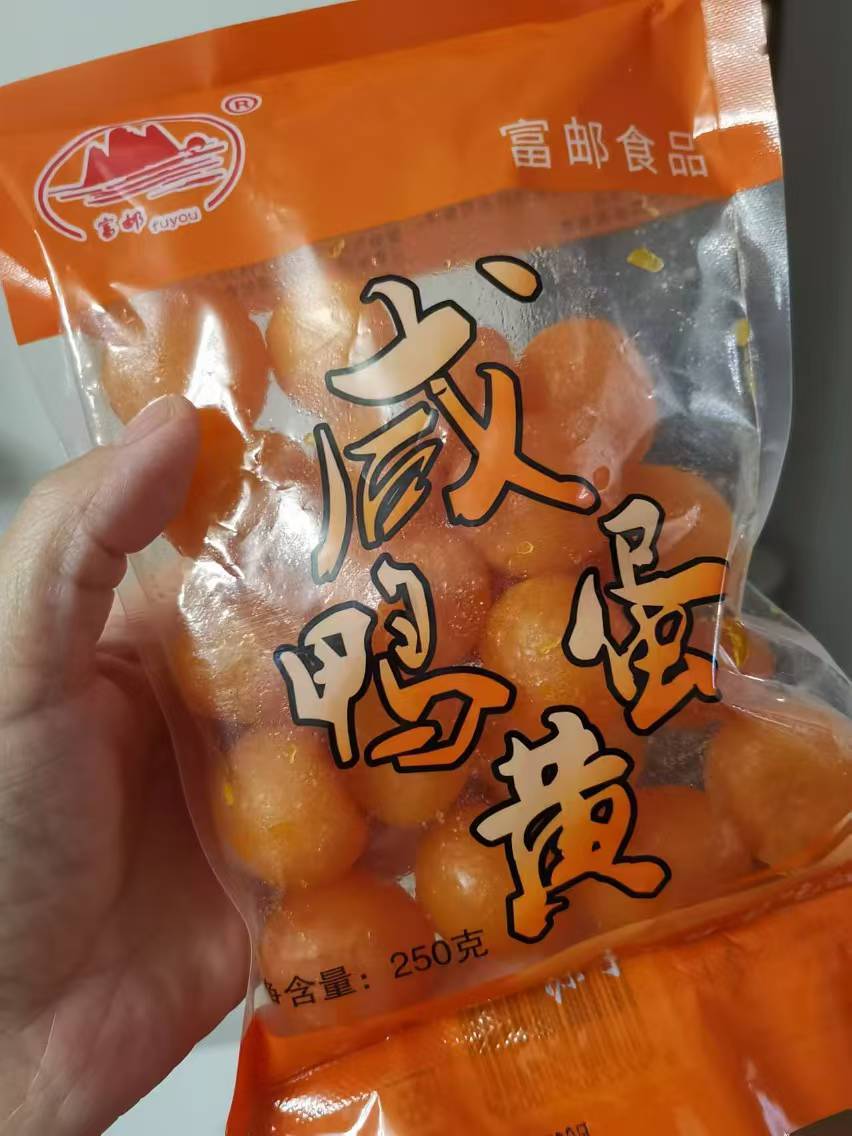 ®
富邮 fuyou
富邮食品
咸
鸭蛋
黄
净含量：250克